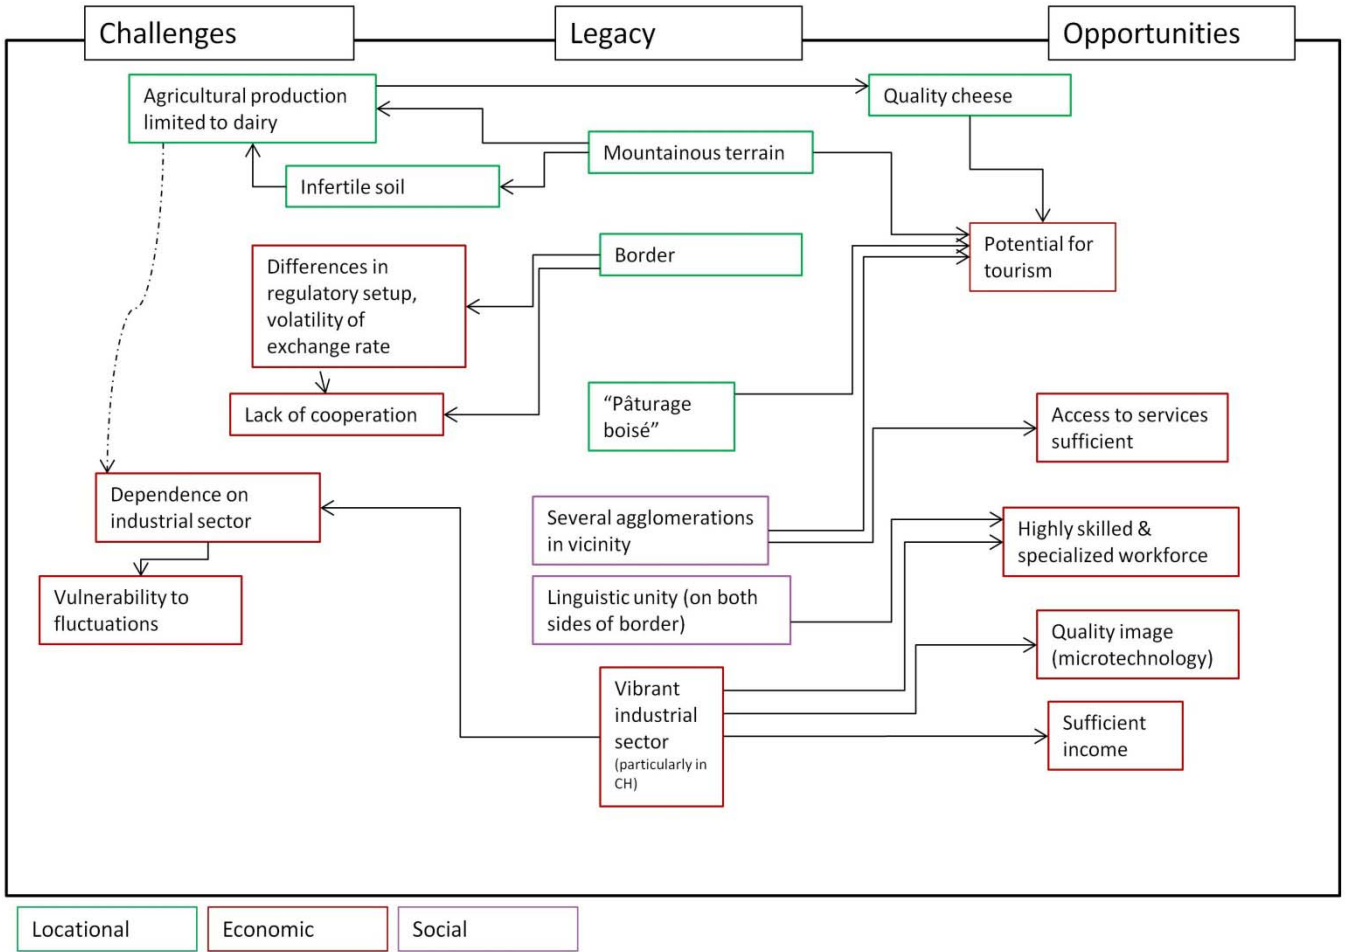 Challenges
Legacy
Opportunities
Agricultural production
limited to dairy
Quality cheese
Mountainous terrain
Infertile soil
Border
Potential for
tourism
Differences in
regulatory setup,
volatility of
exchange rate
Lack of cooperation
“Pâturage
boisé”
Access to services
sufficient
Dependence on
industrial sector
Several agglomerations
in vicinity
Highly skilled &
specialized workforce
Vulnerability to
fluctuations
Linguistic unity (on both
sides of border)
Quality image
(microtechnology)
Vibrant
industrial
sector
(particularly in
CH)
Sufficient
income
Locational
Economic
Social